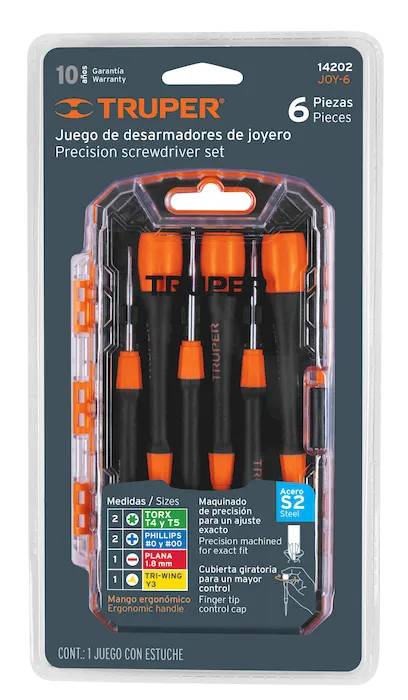 10 años Garantía
Warranty
14202
JOY-6
TRUPER®
6 Piezas
Pieces
Juego de desarmadores de joyero
Precision screwdriver set
TRUPER
TRUPER
Medidas / Sizes
2 TORX
T4 y T5
2 PHILLIPS
#0 y #00
1 PLANA
1.8 mm
1 TRI-WING
Y3
Mango ergonómico
Ergonomic handle
Maquinado
de precisión
para un ajuste
exacto
Precision machined
for exact fit
Acero
S2
Steel
Cubierta giratoria
para un mayor
control
Finger tip
control cap
CONT.: 1 JUEGO CON ESTUCHE